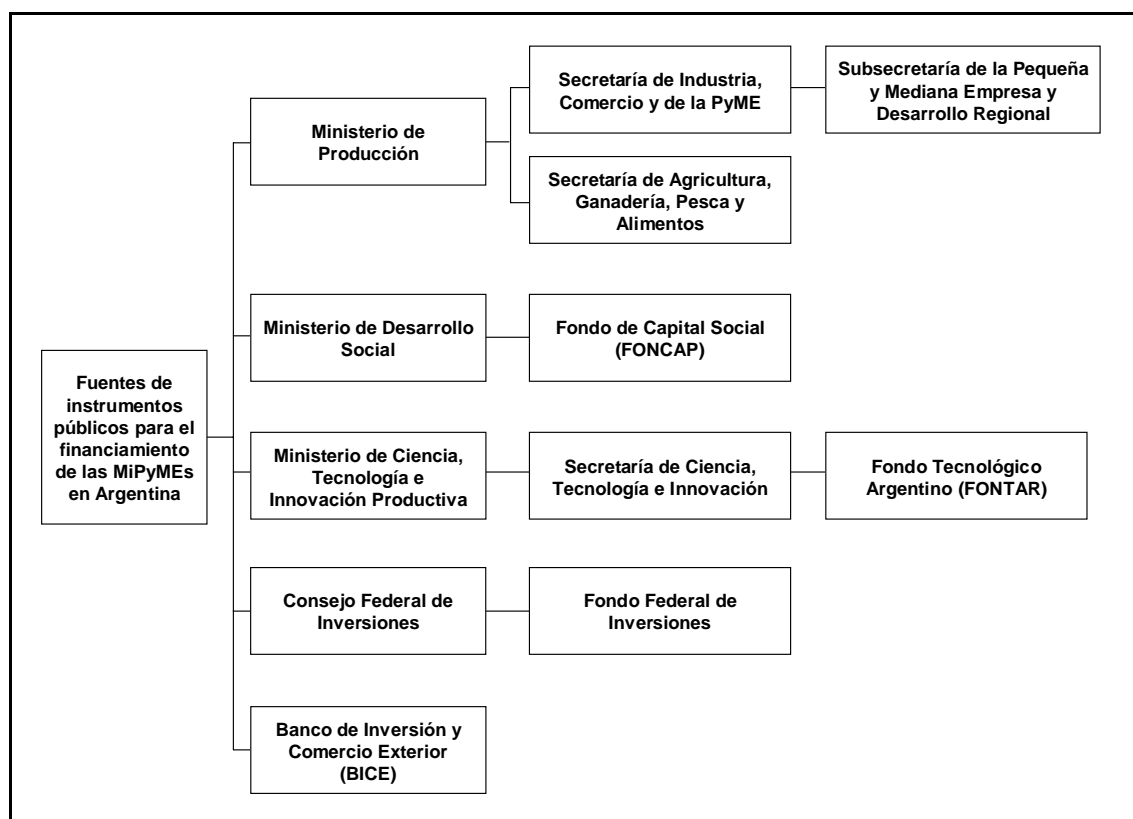 Fuentes de
instrumentos
públicos para el
financiamiento
de las MiPyMEs
en Argentina
Ministerio de
Producción
Secretaría de Industria,
Comercio y de la PyME
Subsecretaría de la Pequeña
y Mediana Empresa y
Desarrollo Regional
Secretaría de Agricultura,
Ganadería, Pesca y
Alimentos
Ministerio de Desarrollo
Social
Fondo de Capital Social
(FONCAP)
Ministerio de Ciencia,
Tecnología e
Innovación Productiva
Secretaría de Ciencia,
Tecnología e Innovación
Fondo Tecnológico
Argentino (FONTAR)
Consejo Federal de
Inversiones
Fondo Federal de
Inversiones
Banco de Inversión y
Comercio Exterior
(BICE)